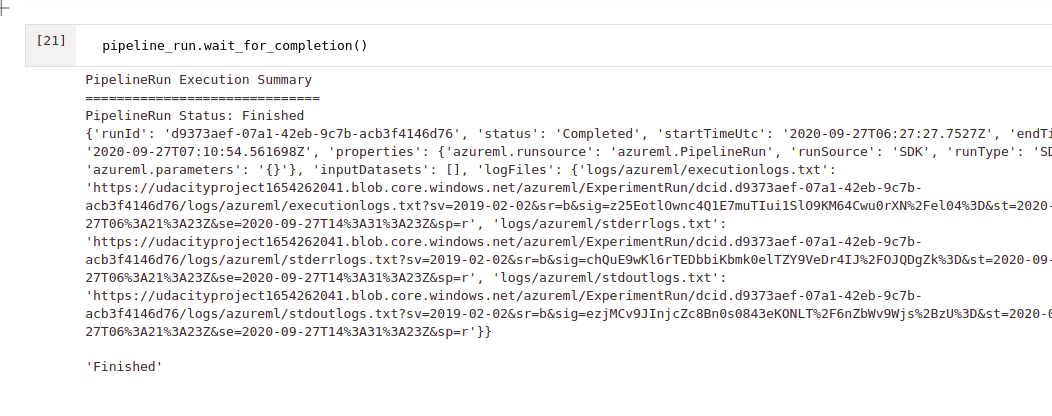 [21]
pipeline_run.wait_for_completion()
PipelineRun Execution Summary
==============================
PipelineRun Status: Finished
{'runId': 'd9373aef-07a1-42eb-9c7b-acb3f4146d76', 'status': 'Completed', 'startTimeUtc': '2020-09-27T06:27:27.7527Z', 'endTi
'2020-09-27T07:10:54.561698Z', 'properties': {'azureml.runsource': 'azureml.PipelineRun', 'runSource': 'SDK', 'runType': 'SD
'azureml.parameters': '{}'}, 'inputDatasets': [], 'logFiles': {'logs/azureml/executionlogs.txt':
'https://udacityproject1654262041.blob.core.windows.net/azureml/ExperimentRun/dcid.d9373aef-07a1-42eb-9c7b-
acb3f4146d76/logs/azureml/executionlogs.txt?sv=2019-02-02&sr=b&sig=z25EotlOwnc4Q1E7muTIui1SlO9KM64Cwu0rXN%2Fel04%3D&st=2020-
27T06%3A21%3A23Z&se=2020-09-27T14%3A31%3A23Z&sp=r', 'logs/azureml/stderrlogs.txt':
'https://udacityproject1654262041.blob.core.windows.net/azureml/ExperimentRun/dcid.d9373aef-07a1-42eb-9c7b-
acb3f4146d76/logs/azureml/stderrlogs.txt?sv=2019-02-02&sr=b&sig=chQuE9wKl6rTEDbbiKbmk0elTZY9VeDr4IJ%2FOJQDgZk%3D&st=2020-09-
27T06%3A21%3A23Z&se=2020-09-27T14%3A31%3A23Z&sp=r', 'logs/azureml/stdoutlogs.txt':
'https://udacityproject1654262041.blob.core.windows.net/azureml/ExperimentRun/dcid.d9373aef-07a1-42eb-9c7b-
acb3f4146d76/logs/azureml/stdoutlogs.txt?sv=2019-02-02&sr=b&sig=ezjMCv9JInjcZc8Bn0s0843eKONLT%2F6nZbWv9Wjs%2BzU%3D&st=2020-0
27T06%3A21%3A23Z&se=2020-09-27T14%3A31%3A23Z&sp=r'}}
'Finished'